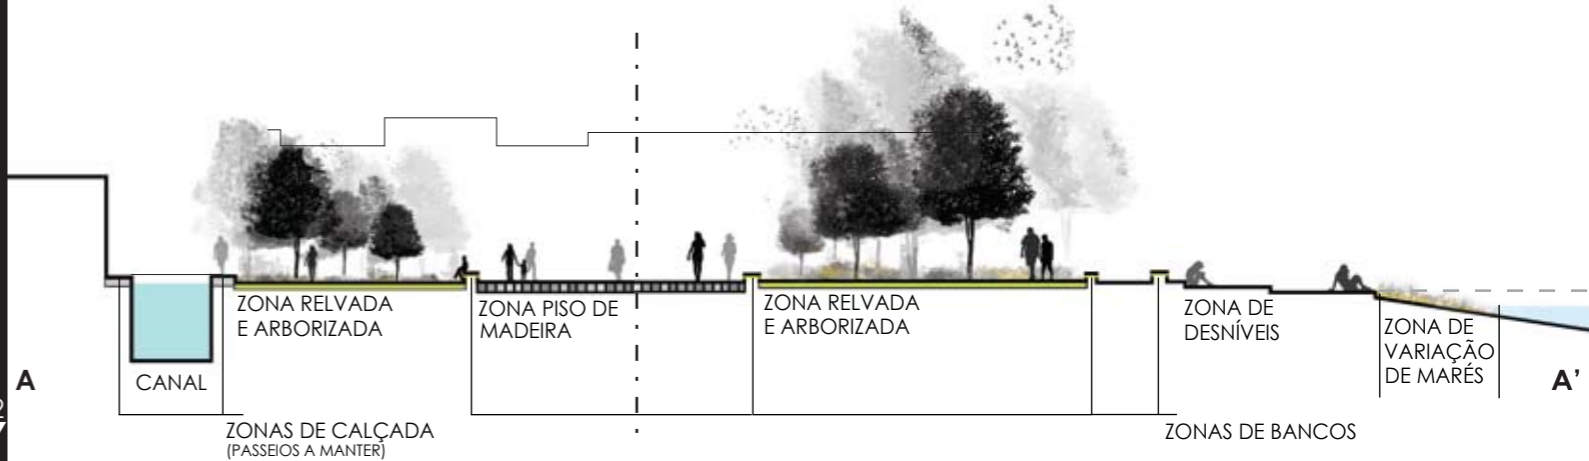 ZONA RELVADA
E ARBORIZADA
ZONA PISO DE
MADEIRA
ZONA RELVADA
E ARBORIZADA
ZONA DE
DESNÍVEIS
ZONA DE
VARIAÇÃO
DE MARÉS
A
CANAL
A'
ZONAS DE CALÇADA
(PASSEIOS A MANTER)
ZONAS DE BANCOS